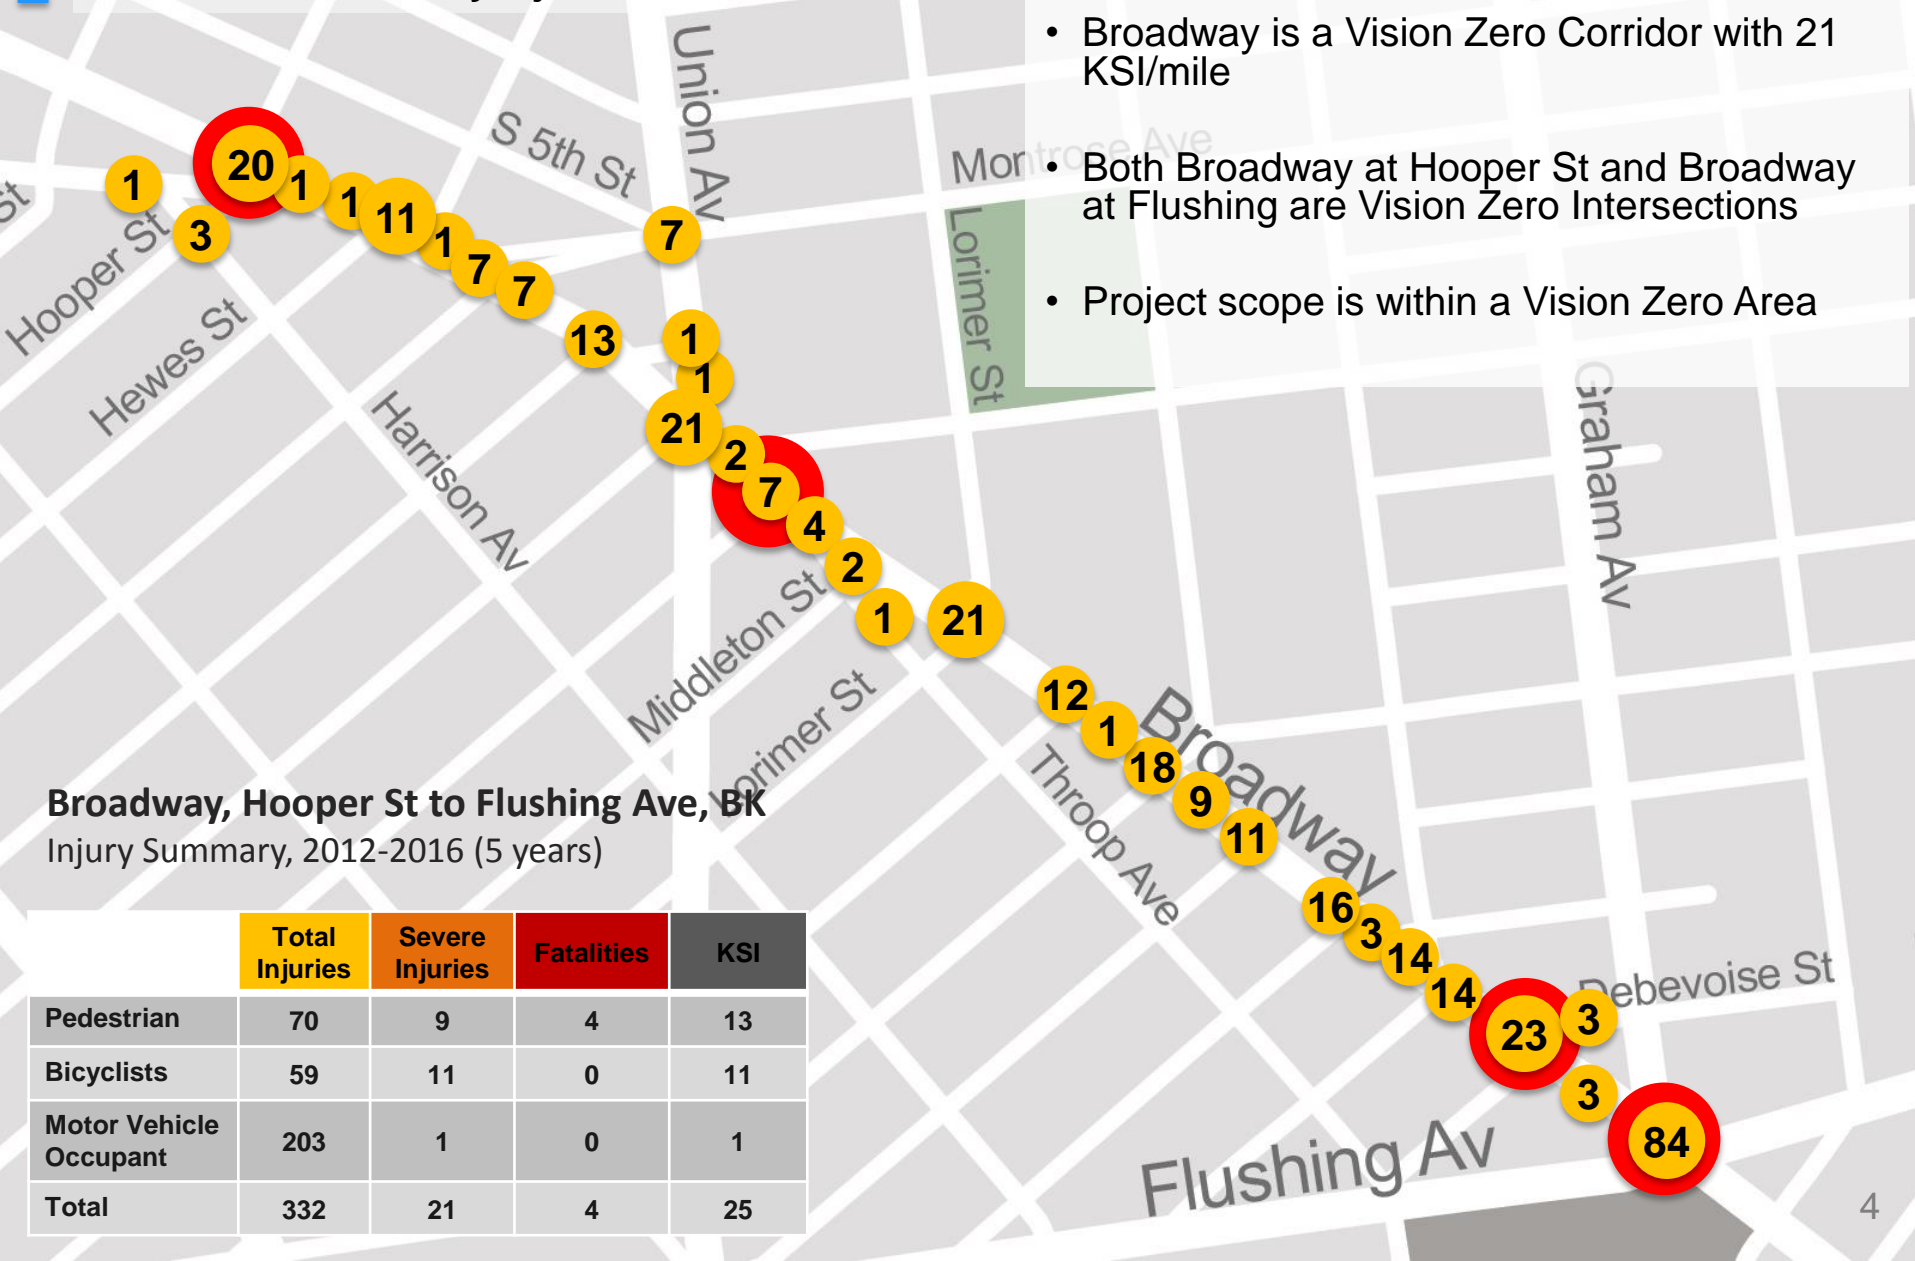 • Broadway is a Vision Zero Corridor with 21
KSI/mile
• Both Broadway at Hooper St and Broadway
at Flushing are Vision Zero Intersections
• Project scope is within a Vision Zero Area
Union Av
S 5th St
Montrose Ave
Lorimer St
St
Hooper St
Hewes St
Harrison Av
Graham Av
Middleton St
Lorimer St
Broadway
Throop Ave
Debevoise St
Flushing Av
1
20
1
1
11
3
1
7
7
7
13
1
1
21
2
7
4
2
1
21
12
1
18
9
11
16
3
14
14
23
3
3
84
Broadway, Hooper St to Flushing Ave, BK
Injury Summary, 2012-2016 (5 years)
Total Injuries Severe Injuries Fatalities KSI
Pedestrian 70 9 4 13
Bicyclists 59 11 0 11
Motor Vehicle Occupant 203 1 0 1
Total 332 21 4 25
4